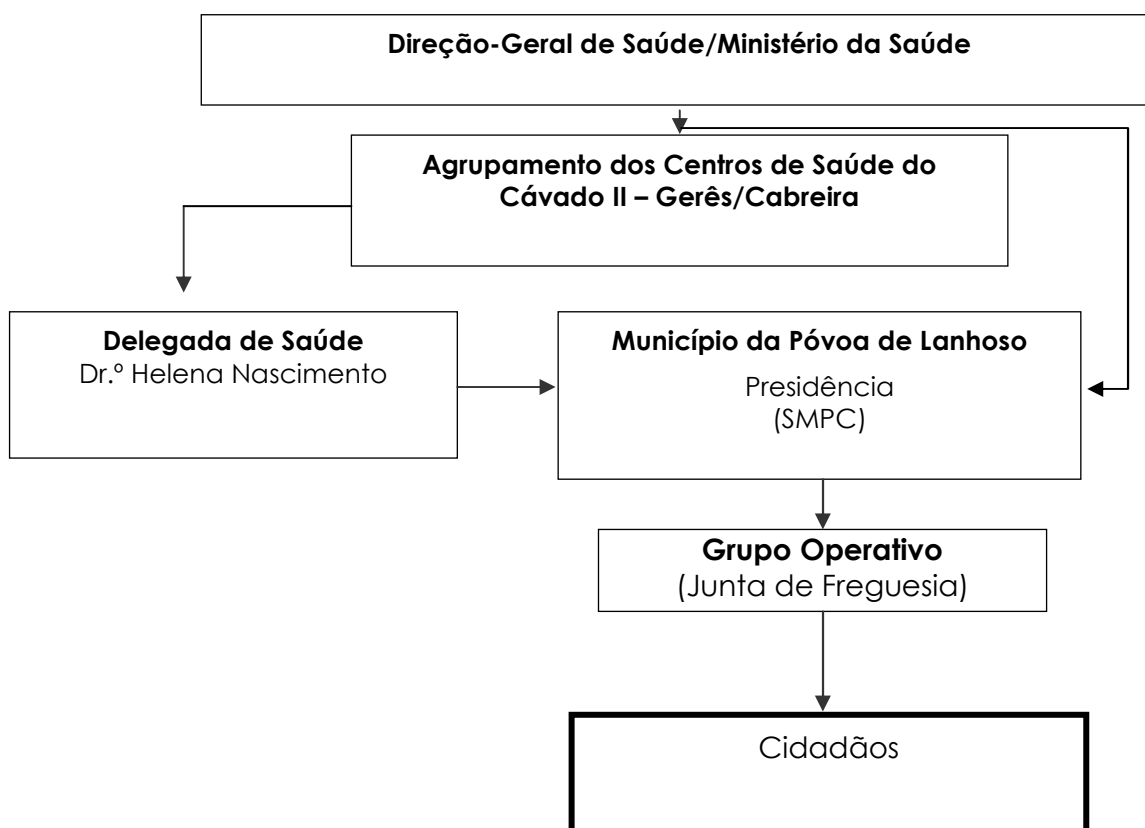 Direção-Geral de Saúde/Ministério da Saúde
Agrupamento dos Centros de Saúde do
Cávado II – Gerês/Cabreira
Delegada de Saúde
Dr.º Helena Nascimento
Município da Póvoa de Lanhoso
Presidência
(SMPC)
Grupo Operativo
(Junta de Freguesia)
Cidadãos